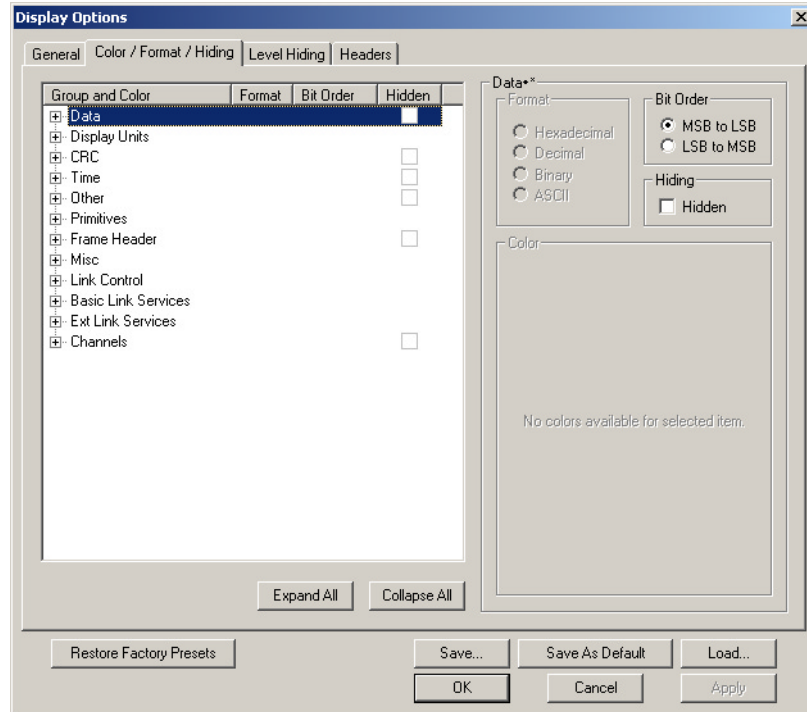 Display Options
General Color / Format / Hiding Level Hiding Headers
Group and Color Format Bit Order Hidden
Data
Display Units
CRC
Time
Other
Primitives
Frame Header
Misc
Link Control
Basic Link Services
Ext Link Services
Channels
Expand All Collapse All
Data•*
Format
Hexadecimal
Decimal
Binary
ASCII
Bit Order
MSB to LSB
LSB to MSB
Hiding
Hidden
Color
No colors available for selected item.
Restore Factory Presets Save... Save As Default Load...
OK Cancel Apply